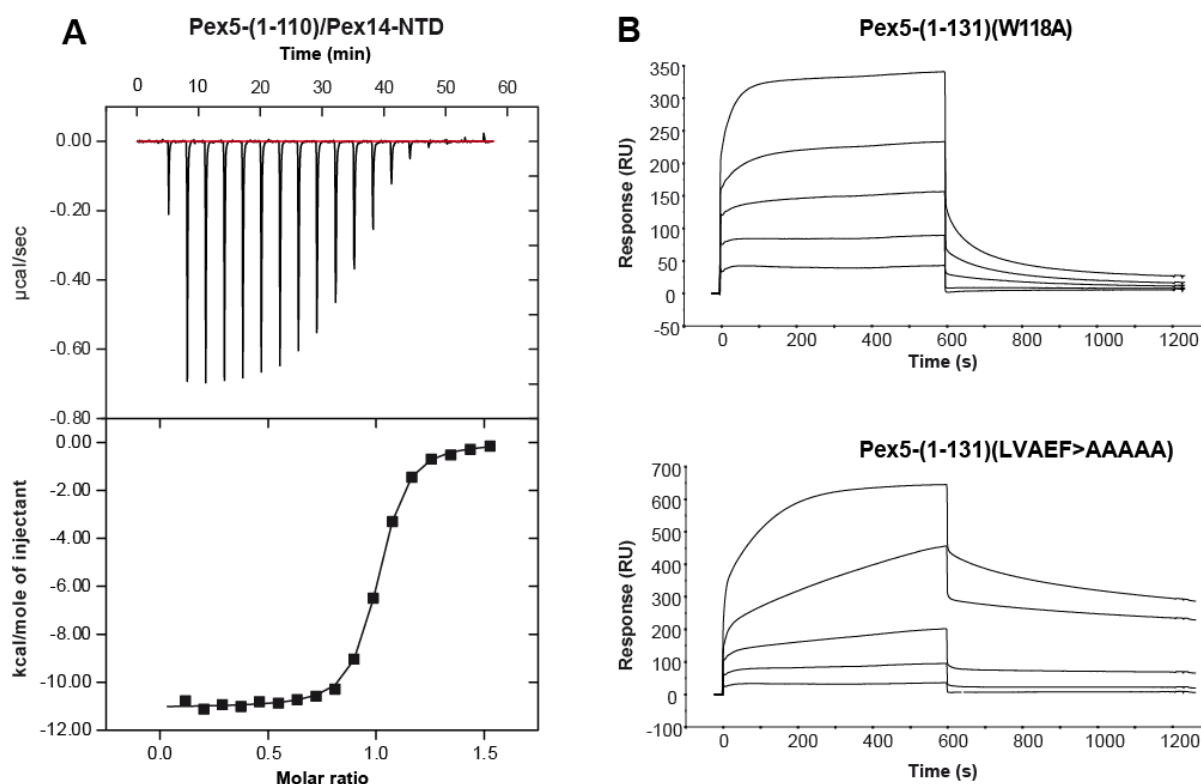 A
Pex5-(1-110)/Pex14-NTD
Time (min)
0 10 20 30 40 50 60
0.00
-0.20
-0.40
-0.60
-0.80
µcal/sec
0.00
-2.00
-4.00
-6.00
-8.00
-10.00
-12.00
kcal/mole of injectant
0.0 0.5 1.0 1.5
Molar ratio
B
Pex5-(1-131)(W118A)
350
300
250
200
150
100
50
0
-50
Response (RU)
0 200 400 600 800 1000 1200
Time (s)
Pex5-(1-131)(LVAEF>AAAAA)
700
600
500
400
300
200
100
0
-100
Response (RU)
0 200 400 600 800 1000 1200
Time (s)